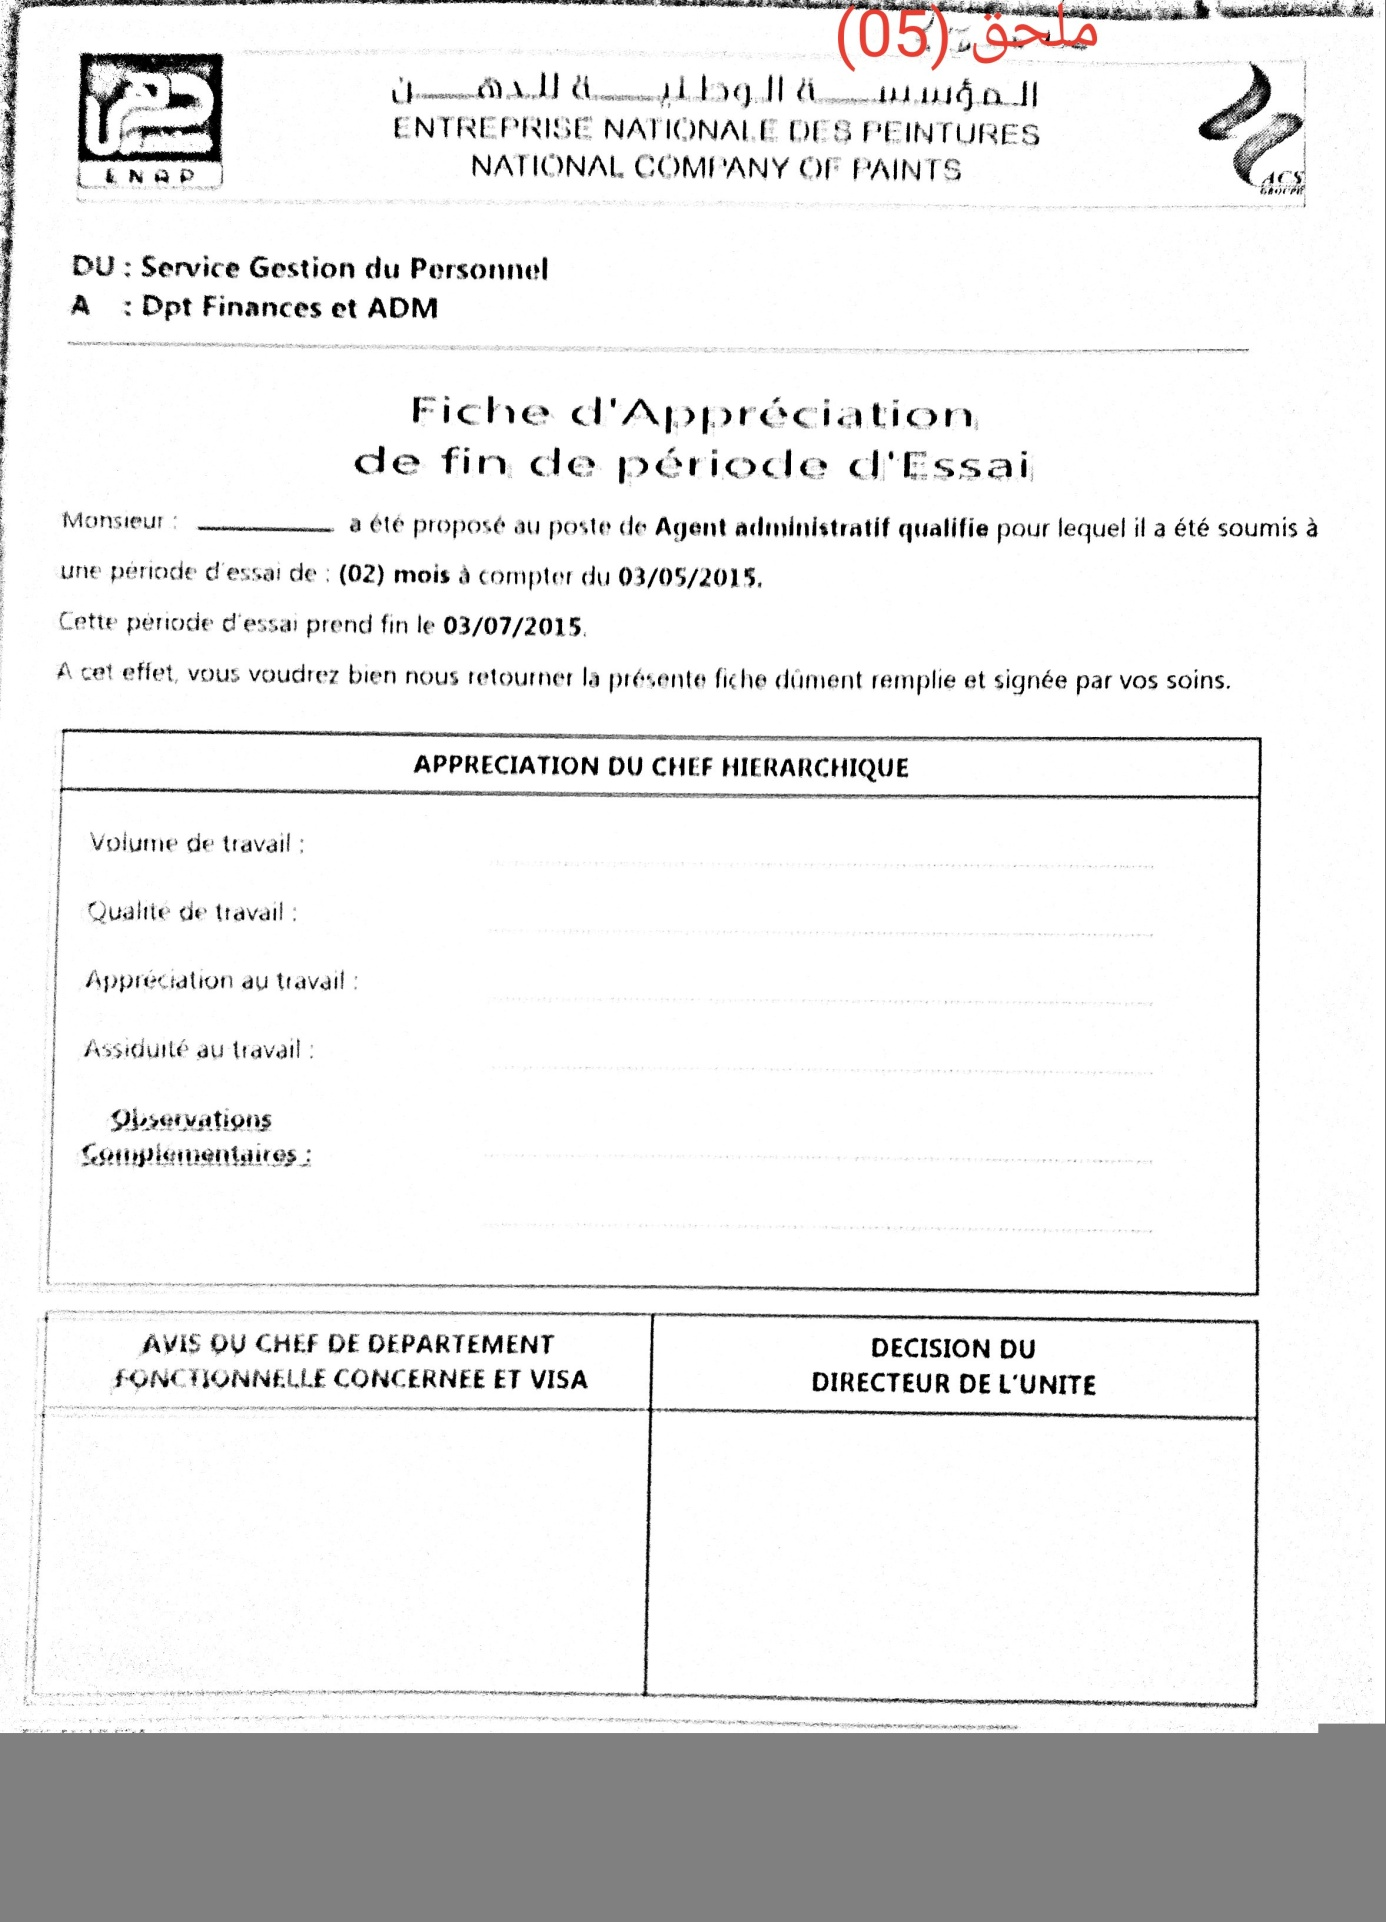 ملحق (05)
المؤسســـة الوطنيـــة للدهـــن
ENTREPRISE NATIONALE DES PEINTURES
NATIONAL COMPANY OF PAINTS
ENAP
ACS
GROUPE
DU : Service Gestion du Personnel
A : Dpt Finances et ADM
Fiche d'Appréciation
de fin de période d'Essai
Monsieur : __________ a été proposé au poste de Agent administratif qualifie pour lequel il a été soumis à
une période d'essai de : (02) mois à compter du 03/05/2015.
Cette période d'essai prend fin le 03/07/2015.
A cet effet, vous voudrez bien nous retourner la présente fiche dûment remplie et signée par vos soins.
APPRECIATION DU CHEF HIERARCHIQUE
Volume de travail :
Qualité de travail :
Appréciation au travail :
Assiduité au travail :
Observations
Complémentaires :
AVIS DU CHEF DE DEPARTEMENT
FONCTIONNELLE CONCERNEE ET VISA
DECISION DU
DIRECTEUR DE L'UNITE